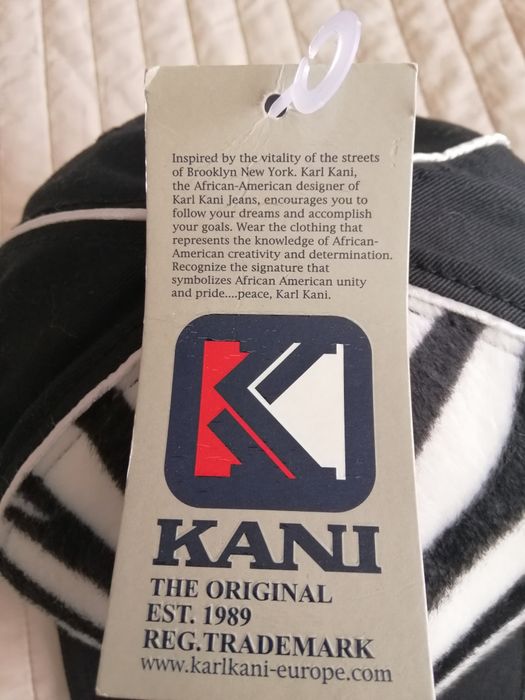 Inspired by the vitality of the streets
of Brooklyn New York. Karl Kani,
the African-American designer of
Karl Kani Jeans, encourages you to
follow your dreams and accomplish
your goals. Wear the clothing that
represents the knowledge of African-
American creativity and determination.
Recognize the signature that
symbolizes African American unity
and pride....peace, Karl Kani.
KANI
THE ORIGINAL
EST. 1989
REG.TRADEMARK
www.karlkani-europe.com